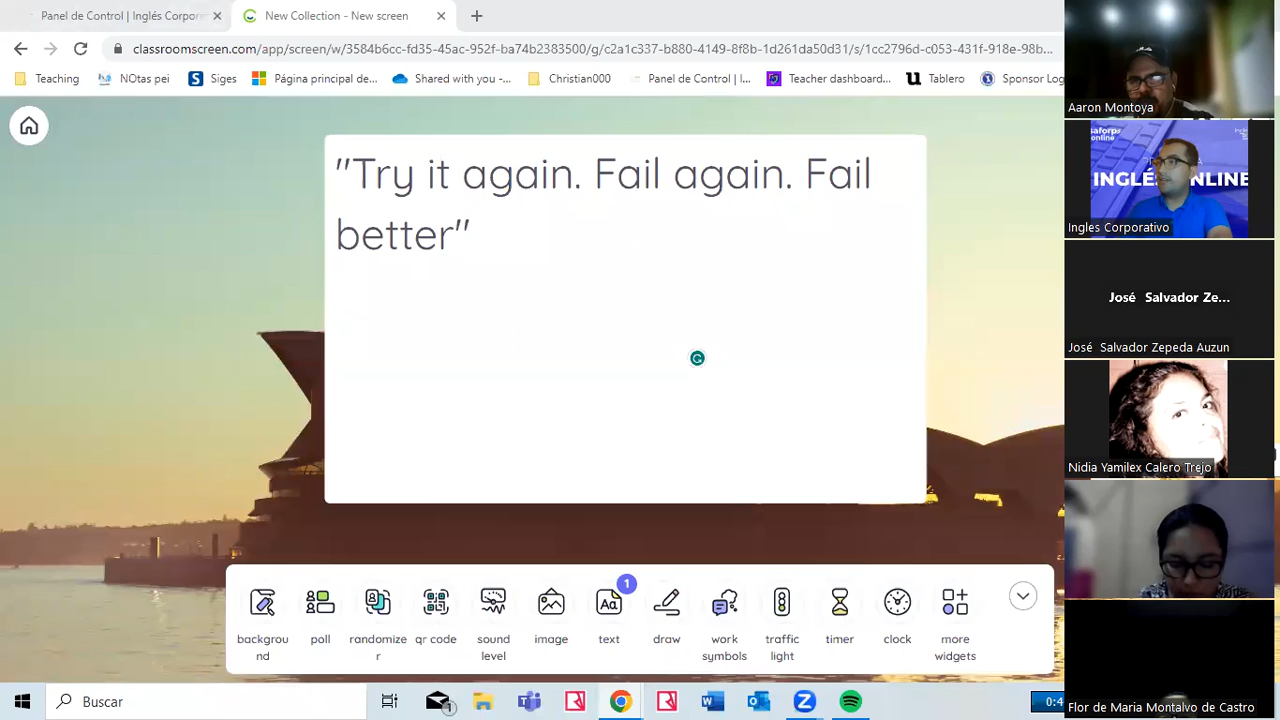 Panel de Control | Inglés Corpor
New Collection - New screen
classroomscreen.com/app/screen/w/3584b6cc-fd35-45ac-952f-ba74b2383500/g/c2a1c337-b880-4149-8f8b-1d261da50d31/s/1cc2796d-c053-431f-918e-98b...
Teaching
NOtas pei
Siges
Página principal de...
Shared with you -...
Christian000
Panel de Control | I...
Teacher dashboard...
Tablero
Sponsor Log
"Try it again. Fail again. Fail
better"
1
backgrou
nd
poll
randomize
r
qr code
sound
level
image
text
draw
work
symbols
traffic
light
timer
clock
more
widgets
Buscar
1
0:4
Aaron Montoya
online
INGLÉS ONLINE
Ingles Corporativo
José Salvador Ze...
José Salvador Zepeda Auzun
Nidia Yamilex Calero Trejo
Flor de Maria Montalvo de Castro